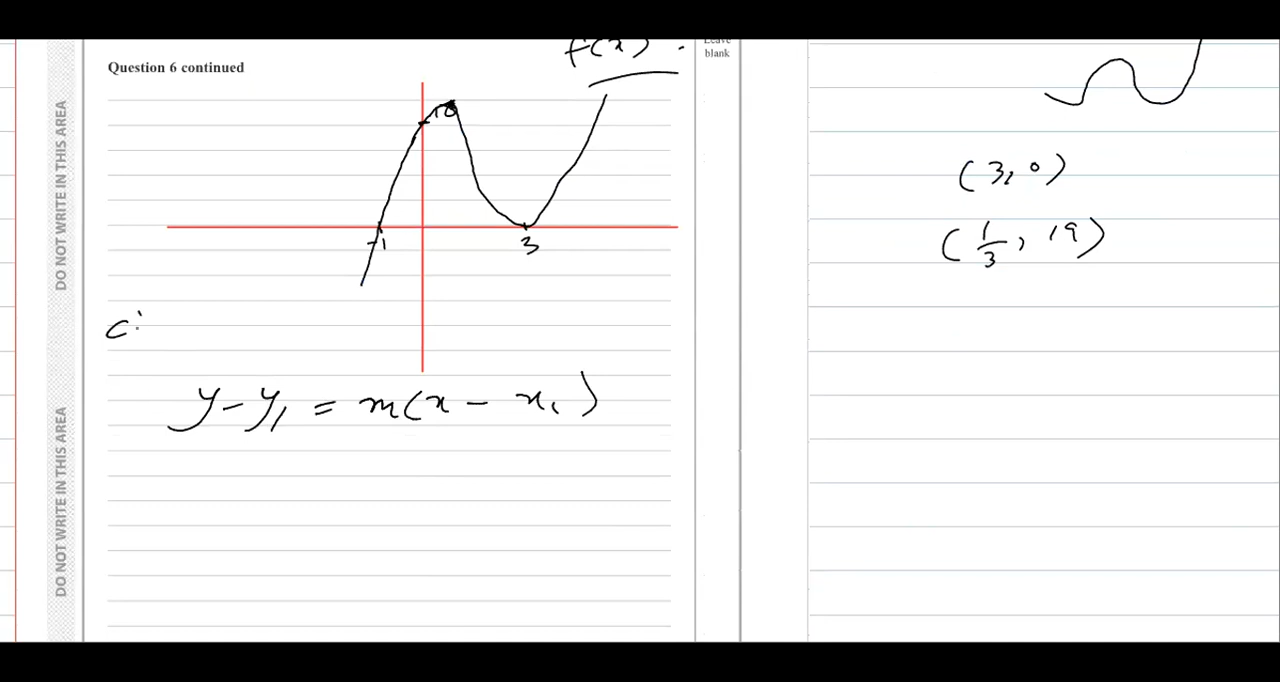 f(x)
Leave
blank
Question 6 continued
10
-1
3
(3, 0)
(1/3, 19)
c:
y - y₁ = m(x - x₁)
DO NOT WRITE IN THIS AREA
DO NOT WRITE IN THIS AREA